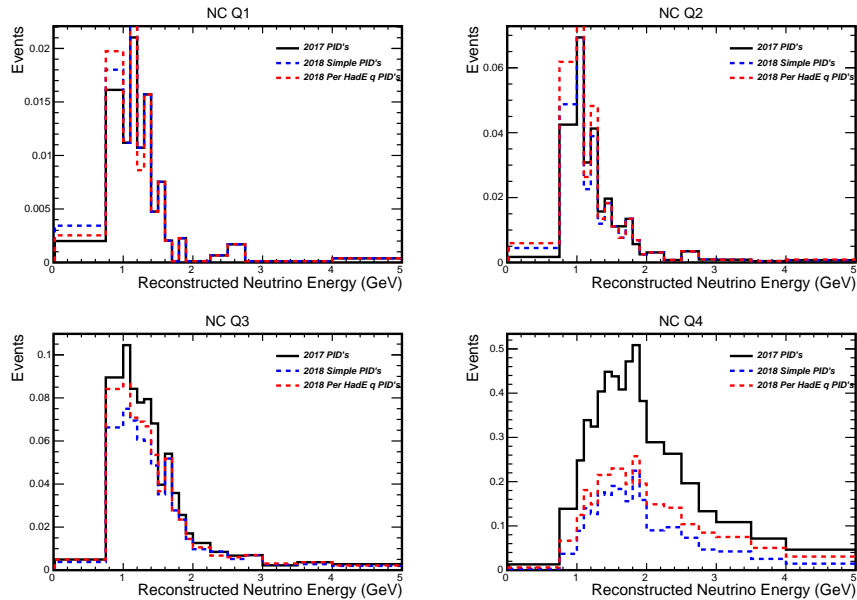 NC Q1
Events
0.02
0.015
0.01
0.005
0
2017 PID's
2018 Simple PID's
2018 Per HadE q PID's
0 1 2 3 4 5
Reconstructed Neutrino Energy (GeV)
NC Q2
Events
0.06
0.04
0.02
0
2017 PID's
2018 Simple PID's
2018 Per HadE q PID's
0 1 2 3 4 5
Reconstructed Neutrino Energy (GeV)
NC Q3
Events
0.1
0.08
0.06
0.04
0.02
0
2017 PID's
2018 Simple PID's
2018 Per HadE q PID's
0 1 2 3 4 5
Reconstructed Neutrino Energy (GeV)
NC Q4
Events
0.5
0.4
0.3
0.2
0.1
0
2017 PID's
2018 Simple PID's
2018 Per HadE q PID's
0 1 2 3 4 5
Reconstructed Neutrino Energy (GeV)